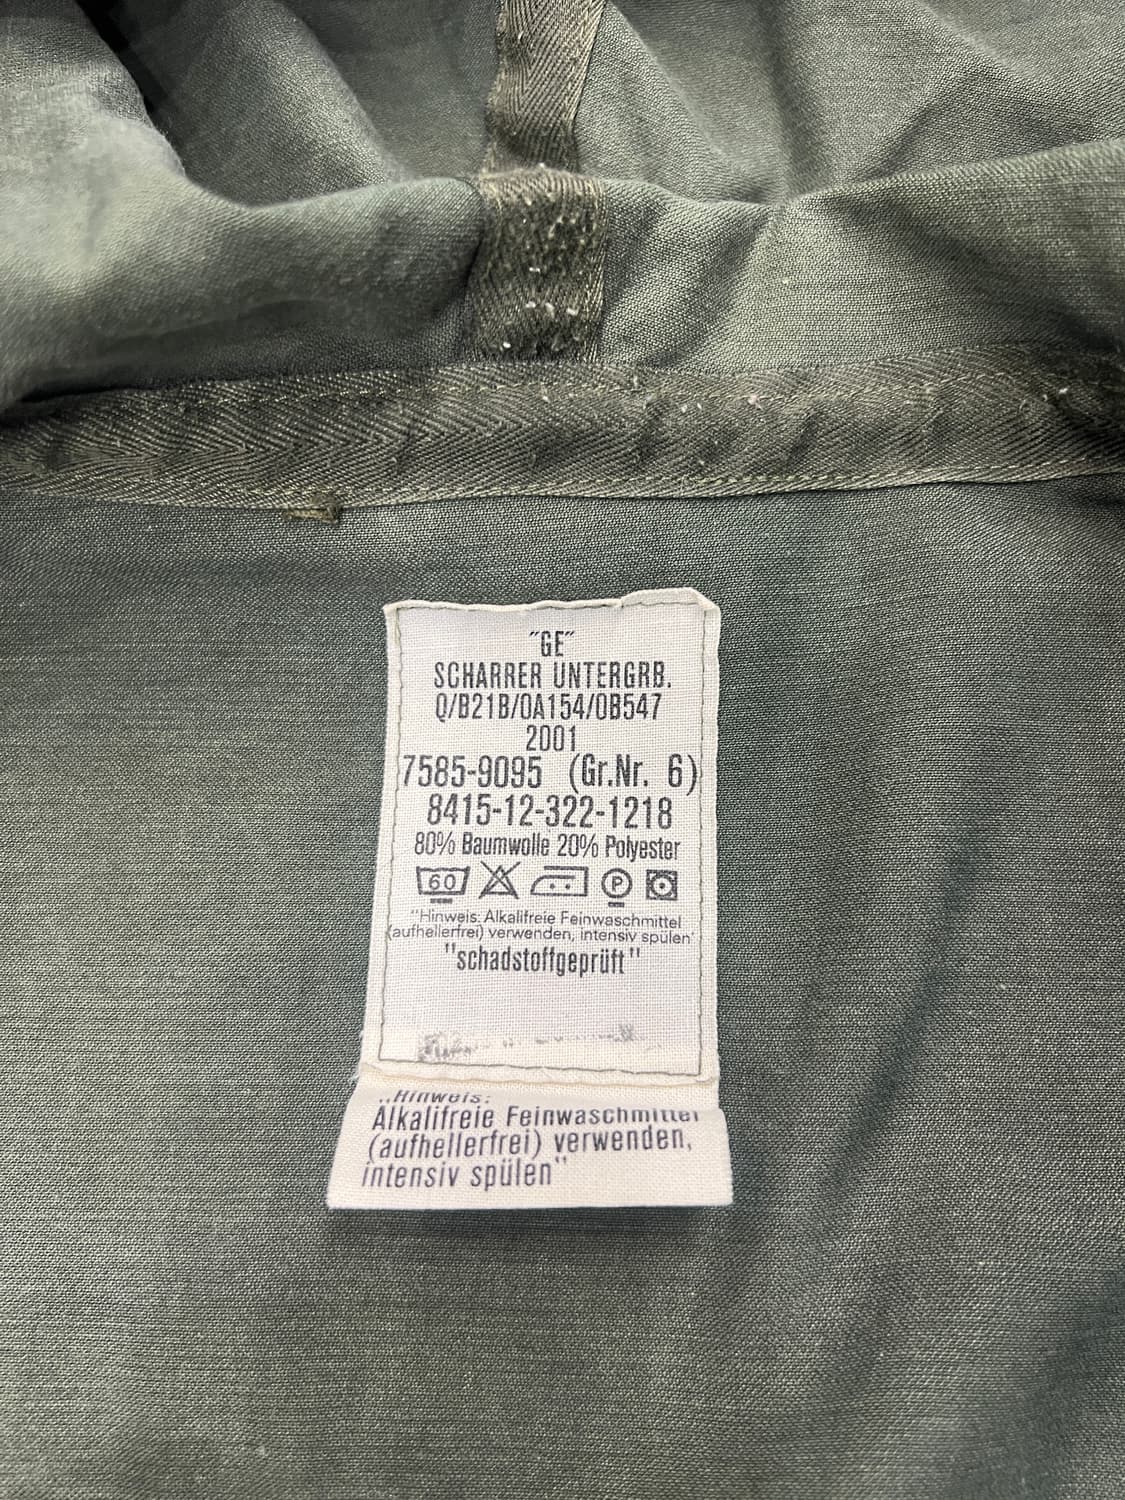 "GE"
SCHARRER UNTERGRB.
Q/B21B/0A154/0B547
2001
7585-9095 (Gr.Nr. 6)
8415-12-322-1218
80% Baumwolle 20% Polyester
60 P
"Hinweis: Alkalifreie Feinwaschmittel
(aufhellerfrei) verwenden, intensiv spülen"
"schadstoffgeprüft"
„Hinweis:
Alkalifreie Feinwaschmittel
(aufhellerfrei) verwenden,
intensiv spülen"